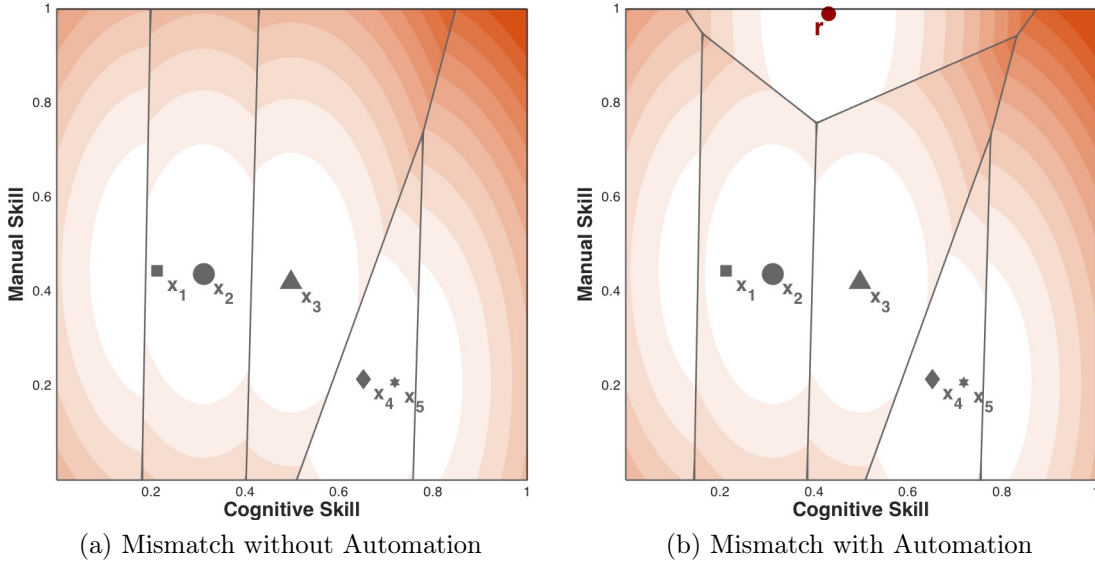 1
0.8
0.6
0.4
0.2
Manual Skill
x1
x2
x3
x4
x5
0.2
0.4
0.6
0.8
1
Cognitive Skill
(a) Mismatch without Automation
1
0.8
0.6
0.4
0.2
Manual Skill
r
x1
x2
x3
x4
x5
0.2
0.4
0.6
0.8
1
Cognitive Skill
(b) Mismatch with Automation